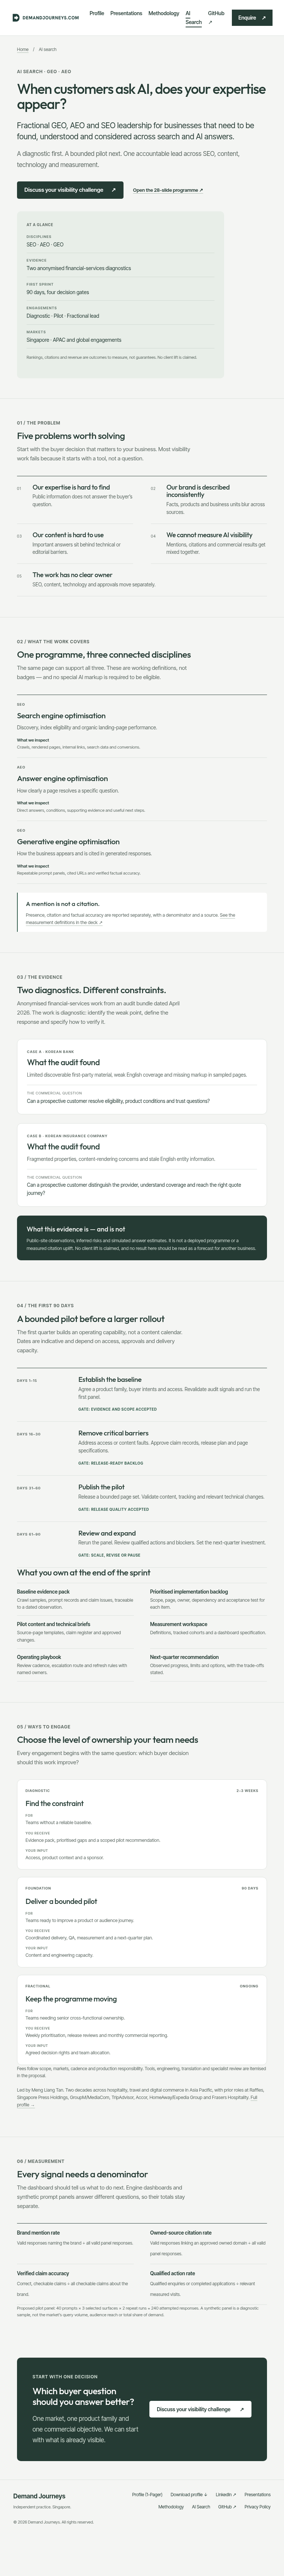 DEMANDJOURNEYS.COM
Profile
Presentations
Methodology
AI Search
GitHub ↗
Enquire ↗
Home / AI search
AI SEARCH · GEO · AEO
When customers ask AI, does your expertise
appear?
Fractional GEO, AEO and SEO leadership for businesses that need to be
found, understood and considered across search and AI answers.
A diagnostic first. A bounded pilot next. One accountable lead across SEO, content,
technology and measurement.
Discuss your visibility challenge ↗
Open the 28-slide programme ↗
AT A GLANCE
DISCIPLINES
SEO · AEO · GEO
EVIDENCE
Two anonymised financial-services diagnostics
FIRST SPRINT
90 days, four decision gates
ENGAGEMENTS
Diagnostic · Pilot · Fractional lead
MARKETS
Singapore · APAC and global engagements
Rankings, citations and revenue are outcomes to measure, not guarantees. No client lift is claimed.
01 / THE PROBLEM
Five problems worth solving
Start with the buyer decision that matters to your business. Most visibility
work fails because it starts with a tool, not a question.
01
Our expertise is hard to find
Public information does not answer the buyer's
question.
02
Our brand is described
inconsistently
Facts, products and business units blur across
sources.
03
Our content is hard to use
Important answers sit behind technical or
editorial barriers.
04
We cannot measure AI visibility
Mentions, citations and commercial results get
mixed together.
05
The work has no clear owner
SEO, content, technology and approvals move separately.
02 / WHAT THE WORK COVERS
One programme, three connected disciplines
The same page can support all three. These are working definitions, not
badges — and no special AI markup is required to be eligible.
SEO
Search engine optimisation
Discovery, index eligibility and organic landing-page performance.
What we inspect
Crawls, rendered pages, internal links, search data and conversions.
AEO
Answer engine optimisation
How clearly a page resolves a specific question.
What we inspect
Direct answers, conditions, supporting evidence and useful next steps.
GEO
Generative engine optimisation
How the business appears and is cited in generated responses.
What we inspect
Repeatable prompt panels, cited URLs and verified factual accuracy.
A mention is not a citation.
Presence, citation and factual accuracy are reported separately, with a denominator and a source. See the
measurement definitions in the deck ↗
03 / THE EVIDENCE
Two diagnostics. Different constraints.
Anonymised financial-services work from an audit bundle dated April
2026. The work is diagnostic: identify the weak point, define the
response and specify how to verify it.
CASE A · KOREAN BANK
What the audit found
Limited discoverable first-party material, weak English coverage and missing markup in sampled pages.
THE COMMERCIAL QUESTION
Can a prospective customer resolve eligibility, product conditions and trust questions?
CASE B · KOREAN INSURANCE COMPANY
What the audit found
Fragmented properties, content-rendering concerns and stale English entity information.
THE COMMERCIAL QUESTION
Can a prospective customer distinguish the provider, understand coverage and reach the right quote
journey?
What this evidence is — and is not
Public-site observations, inferred risks and simulated answer estimates. It is not a deployed programme or a
measured citation uplift. No client lift is claimed, and no result here should be read as a forecast for another business.
04 / THE FIRST 90 DAYS
A bounded pilot before a larger rollout
The first quarter builds an operating capability, not a content calendar.
Dates are indicative and depend on access, approvals and delivery
capacity.
DAYS 1–15
Establish the baseline
Agree a product family, buyer intents and access. Revalidate audit signals and run the
first panel.
GATE: EVIDENCE AND SCOPE ACCEPTED
DAYS 16–30
Remove critical barriers
Address access or content faults. Approve claim records, release plan and page
specifications.
GATE: RELEASE-READY BACKLOG
DAYS 31–60
Publish the pilot
Release a bounded page set. Validate content, tracking and relevant technical changes.
GATE: RELEASE QUALITY ACCEPTED
DAYS 61–90
Review and expand
Rerun the panel. Review qualified actions and blockers. Set the next-quarter investment.
GATE: SCALE, REVISE OR PAUSE
What you own at the end of the sprint
Baseline evidence pack
Crawl samples, prompt records and claim issues, traceable
to a dated observation.
Prioritised implementation backlog
Scope, page, owner, dependency and acceptance test for
each item.
Pilot content and technical briefs
Source-page templates, claim register and approved
changes.
Measurement workspace
Definitions, tracked cohorts and a dashboard specification.
Operating playbook
Review cadence, escalation route and refresh rules with
named owners.
Next-quarter recommendation
Observed progress, limits and options, with the trade-offs
stated.
05 / WAYS TO ENGAGE
Choose the level of ownership your team needs
Every engagement begins with the same question: which buyer decision
should this work improve?
DIAGNOSTIC
2–3 WEEKS
Find the constraint
FOR
Teams without a reliable baseline.
YOU RECEIVE
Evidence pack, prioritised gaps and a scoped pilot recommendation.
YOUR INPUT
Access, product context and a sponsor.
FOUNDATION
90 DAYS
Deliver a bounded pilot
FOR
Teams ready to improve a product or audience journey.
YOU RECEIVE
Coordinated delivery, QA, measurement and a next-quarter plan.
YOUR INPUT
Content and engineering capacity.
FRACTIONAL
ONGOING
Keep the programme moving
FOR
Teams needing senior cross-functional ownership.
YOU RECEIVE
Weekly prioritisation, release reviews and monthly commercial reporting.
YOUR INPUT
Agreed decision rights and team allocation.
Fees follow scope, markets, cadence and production responsibility. Tools, engineering, translation and specialist review are itemised
in the proposal.
Led by Meng Liang Tan. Two decades across hospitality, travel and digital commerce in Asia Pacific, with prior roles at Raffles,
Singapore Press Holdings, GroupM/MediaCom, TripAdvisor, Accor, HomeAway/Expedia Group and Frasers Hospitality. Full
profile →
06 / MEASUREMENT
Every signal needs a denominator
The dashboard should tell us what to do next. Engine dashboards and
synthetic prompt panels answer different questions, so their totals stay
separate.
Brand mention rate
Valid responses naming the brand ÷ all valid panel responses.
Owned-source citation rate
Valid responses linking an approved owned domain ÷ all valid
panel responses.
Verified claim accuracy
Correct, checkable claims ÷ all checkable claims about the
brand.
Qualified action rate
Qualified enquiries or completed applications ÷ relevant
measured visits.
Proposed pilot panel: 40 prompts × 3 selected surfaces × 2 repeat runs = 240 attempted responses. A synthetic panel is a diagnostic
sample, not the market's query volume, audience reach or total share of demand.
START WITH ONE DECISION
Which buyer question
should you answer better?
One market, one product family and
one commercial objective. We can start
with what is already visible.
Discuss your visibility challenge ↗
Demand Journeys
Independent practice. Singapore.
Profile (1-Pager)
Download profile ↓
LinkedIn ↗
Presentations
Methodology
AI Search
GitHub ↗
Privacy Policy
© 2026 Demand Journeys. All rights reserved.